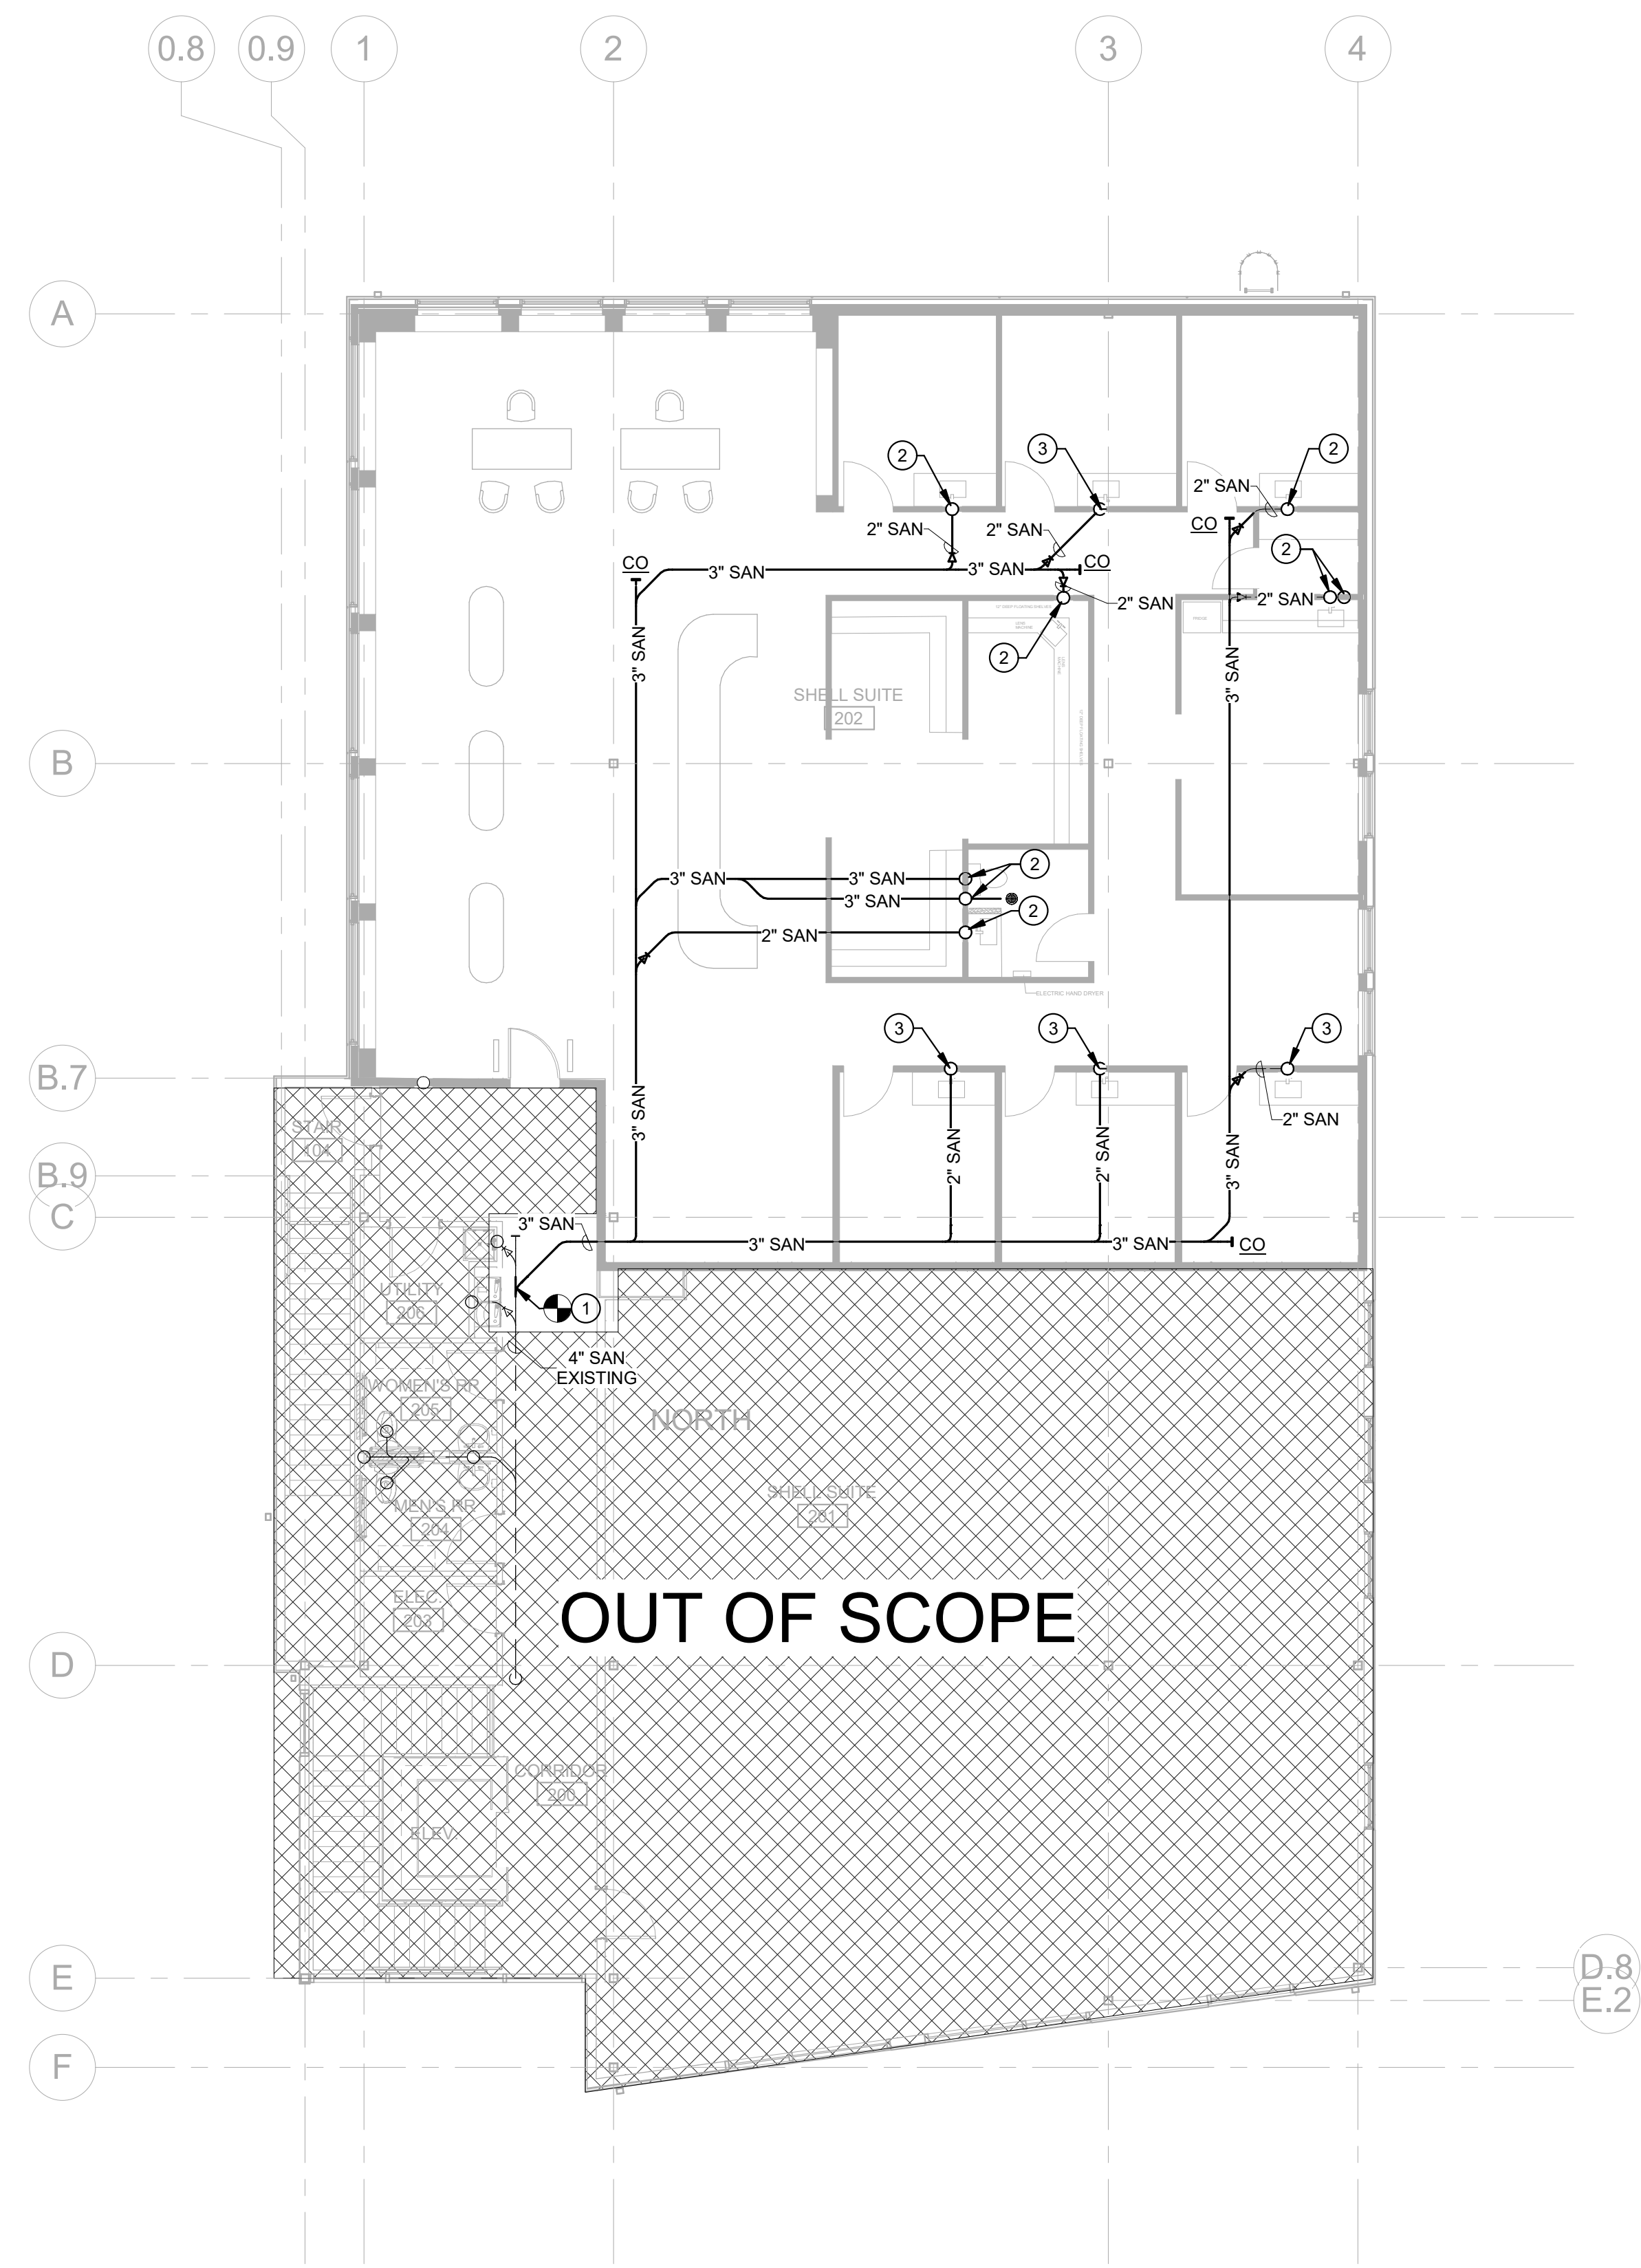 0.8
0.9
1
2
3
4
A
2
3
2
2" SAN
CO
2" SAN
2" SAN
2
CO
3" SAN
3" SAN
CO
2" SAN
2" SAN
2
3" SAN
3" SAN
LENS
MACHINE
FRIDGE
SHELL SUITE
202
B
2
3" SAN
3" SAN
3" SAN
2
2" SAN
ELECTRIC HAND DRYER
3
3
3
B.7
3" SAN
2" SAN
STAIR
104
2" SAN
2" SAN
3" SAN
B.9
C
3" SAN
3" SAN
3" SAN
CO
UTILITY
206
1
4" SAN
EXISTING
WOMEN'S RR
205
NORTH
SHELL SUITE
201
MEN'S RR
204
ELEC.
203
OUT OF SCOPE
D
CORRIDOR
200
ELEV.
E
D.8
E.2
F